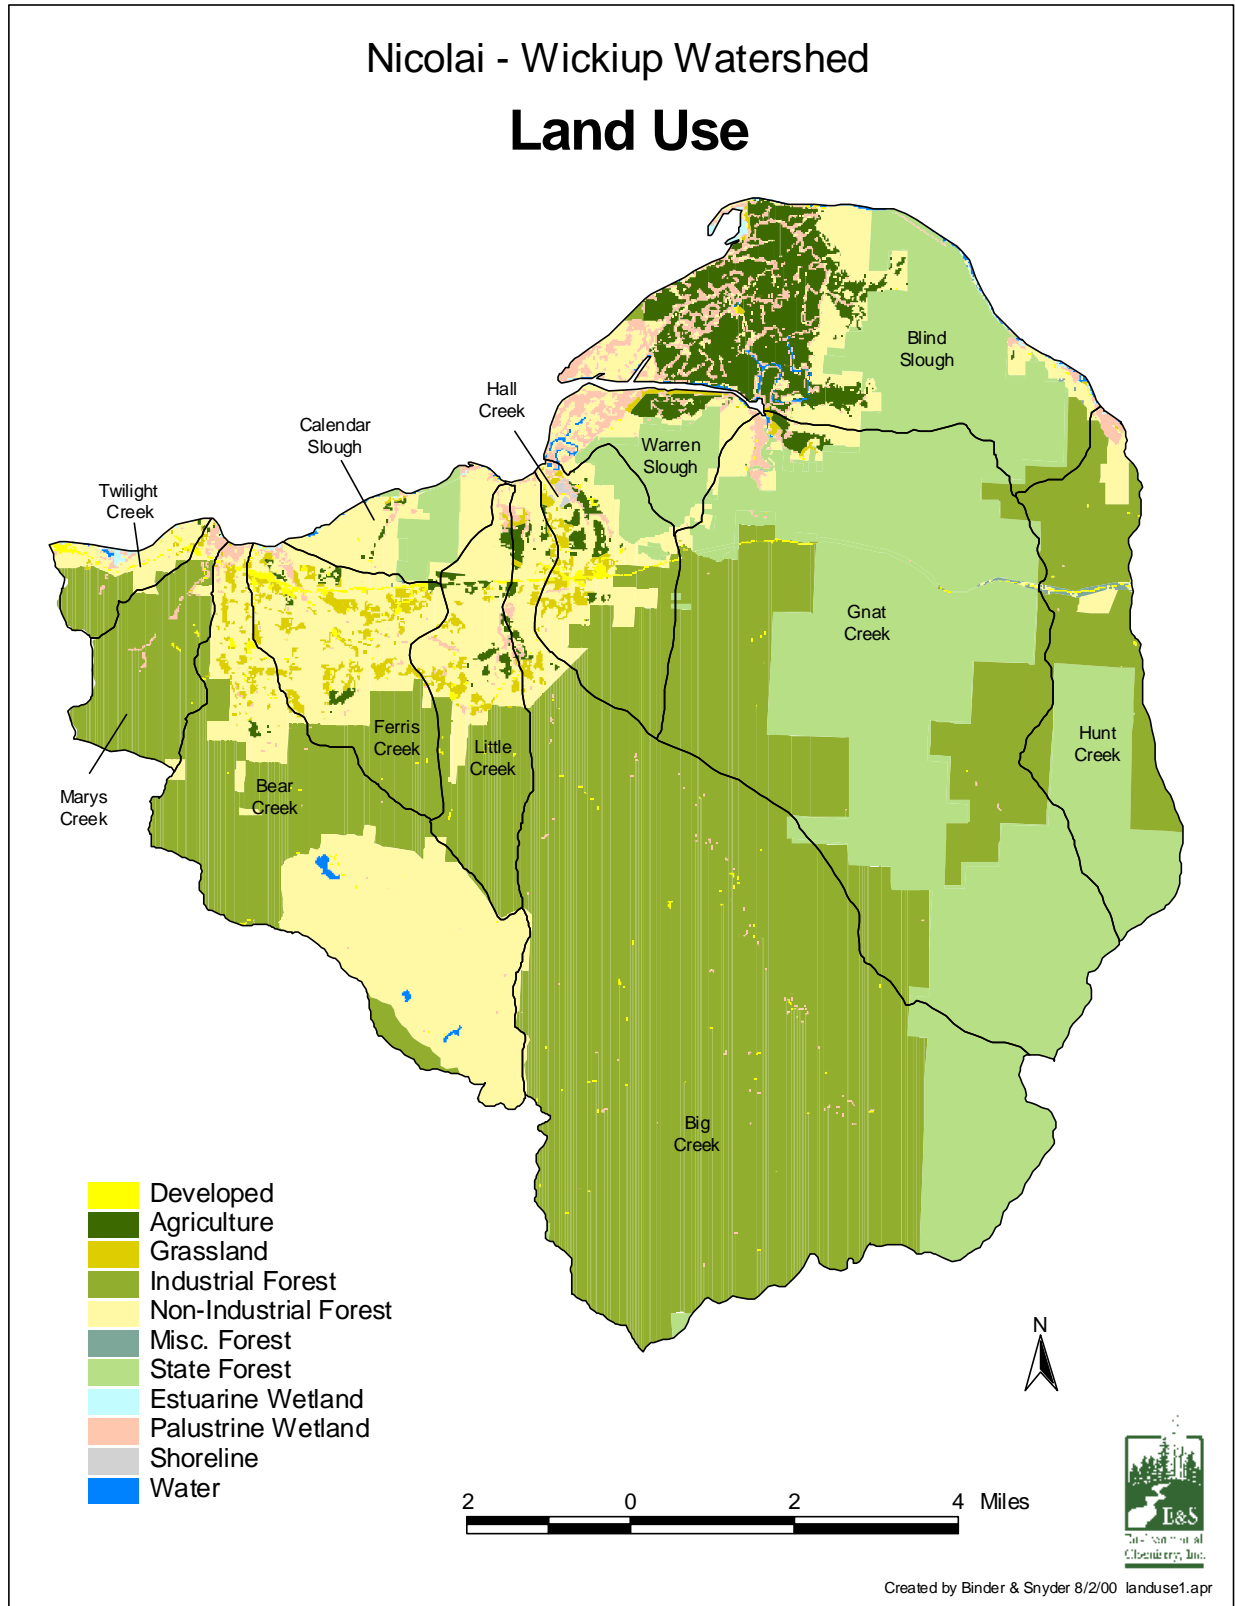 Nicolai - Wickiup Watershed
Land Use
Blind
Slough
Hall
Creek
Calendar
Slough
Warren
Slough
Twilight
Creek
Gnat
Creek
Ferris
Creek
Little
Creek
Hunt
Creek
Bear
Creek
Marys
Creek
Big
Creek
Developed
Agriculture
Grassland
Industrial Forest
Non-Industrial Forest
Misc. Forest
State Forest
Estuarine Wetland
Palustrine Wetland
Shoreline
Water
N
2 0 2 4 Miles
E&S
Environmental
Chemistry, Inc.
Created by Binder & Snyder 8/2/00 landuse1.apr